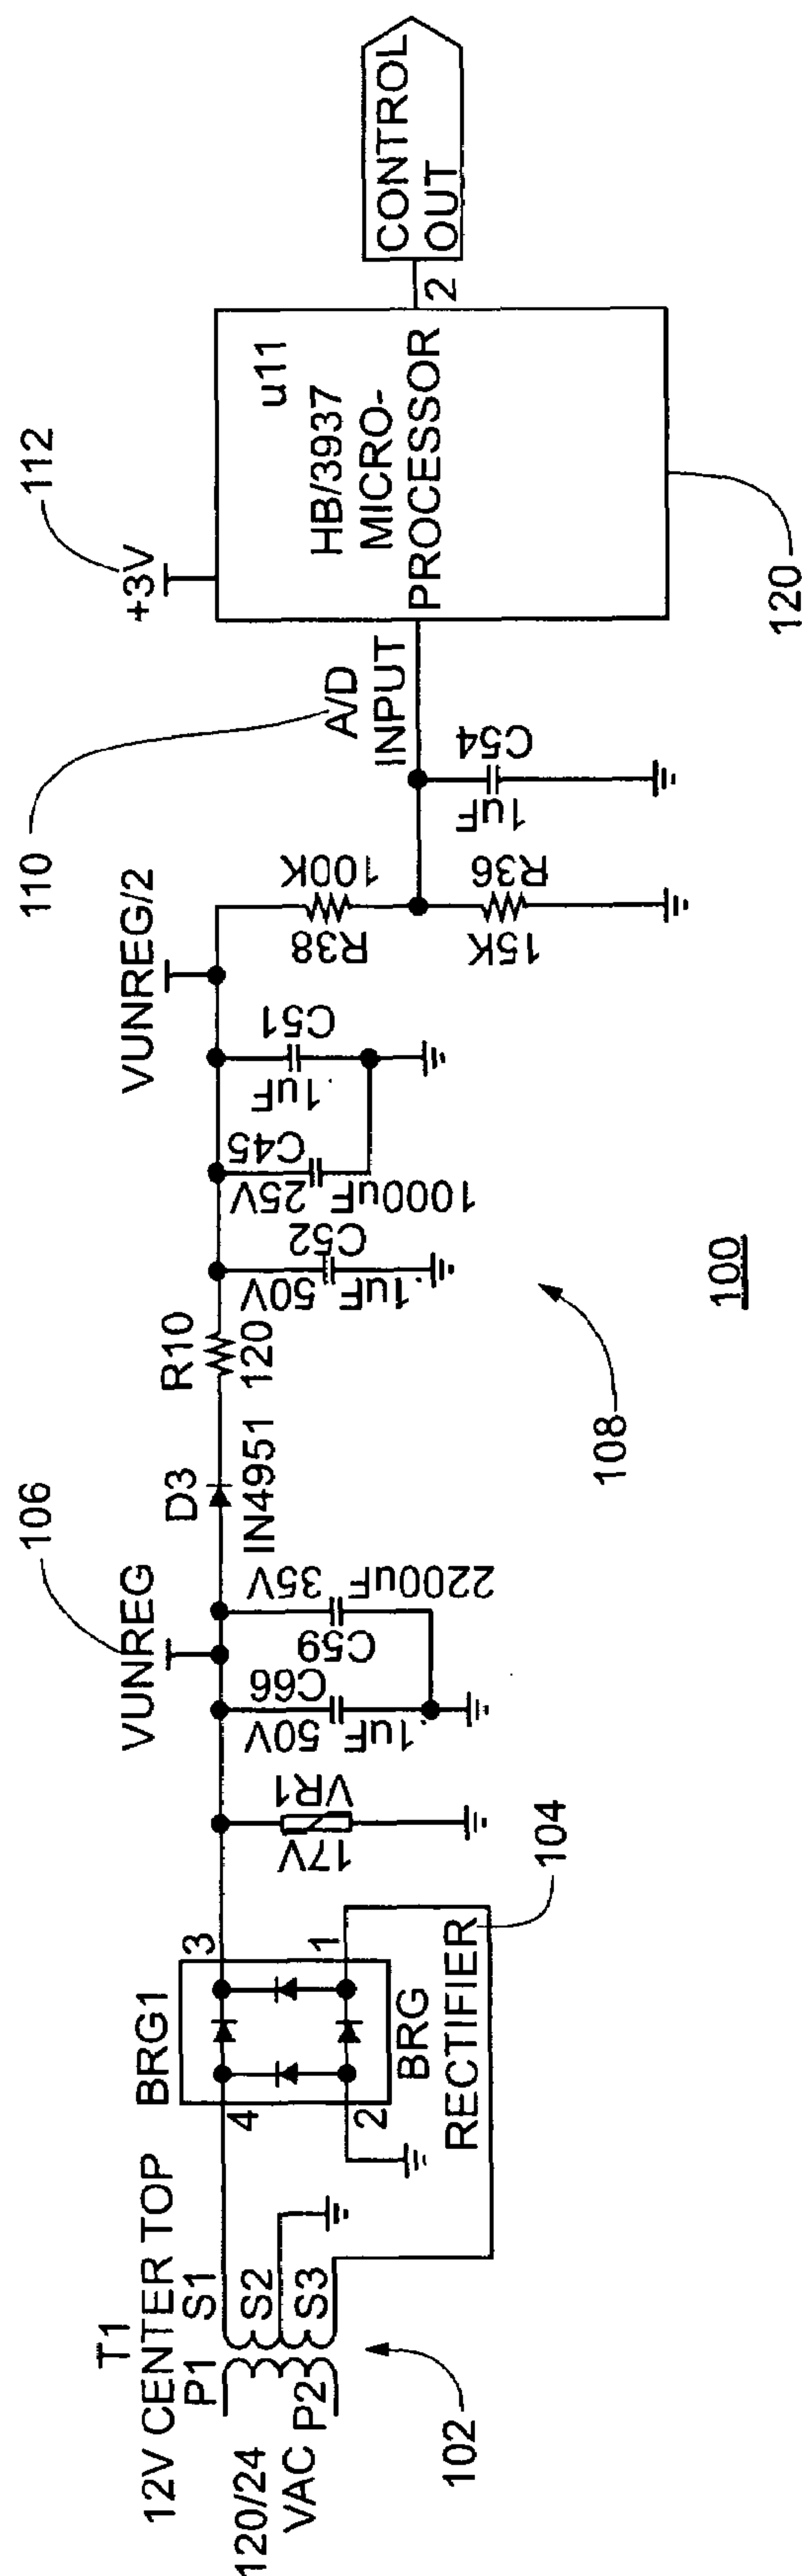 T1
12V CENTER TOP
P1
S1
S2
S3
120/24
VAC
P2
102
BRG1
3
4
1
2
BRG
RECTIFIER
104
VR1
17V
VUNREG
106
C66
50V
.1uF
C59
35V
2200uF
D3
IN4951
R10
120
C52
50V
.1uF
C45
25V
1000uF
C51
1uF
VUNREG/2
108
R38
100K
R36
15K
C54
1uF
110
A/D
INPUT
+3V
112
u11
HB/3937
MICRO-
PROCESSOR
120
2
CONTROL
OUT
100